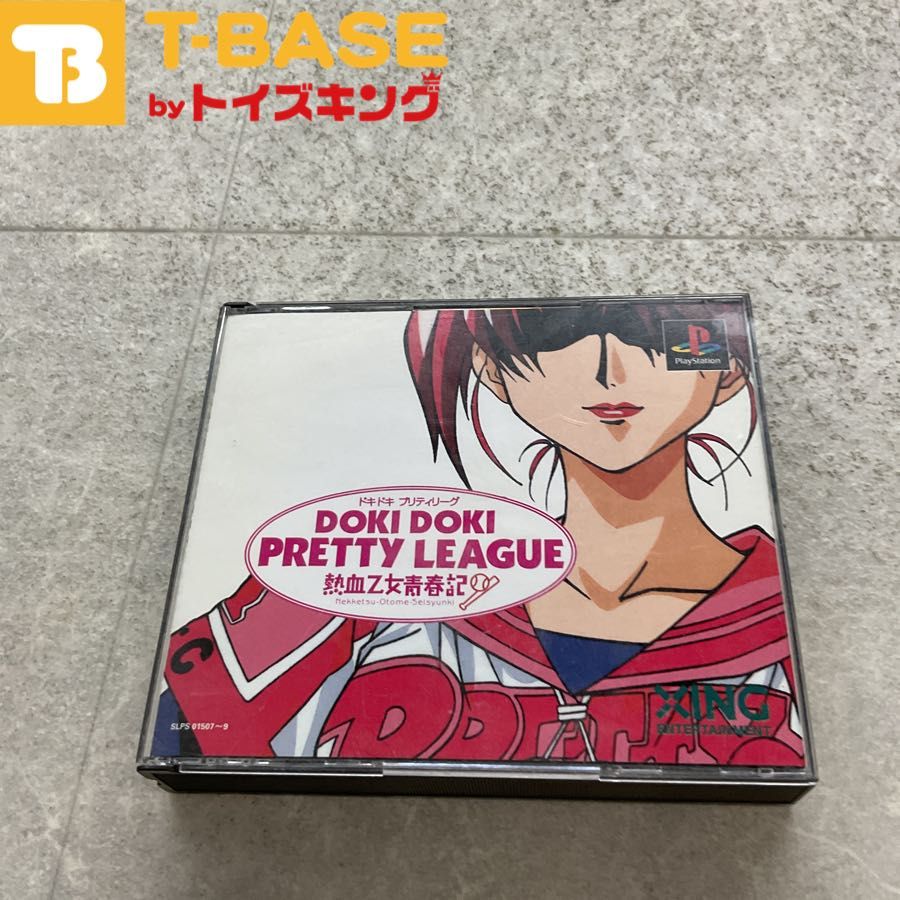 TB
T-BASE
byトイズキング
PlayStation
ドキドキ プリティリーグ
DOKI DOKI
PRETTY LEAGUE
熱血乙女青春記
Nekketsu-Otome-Seisyunki
XING
ENTERTAINMENT
SLPS 01507〜9